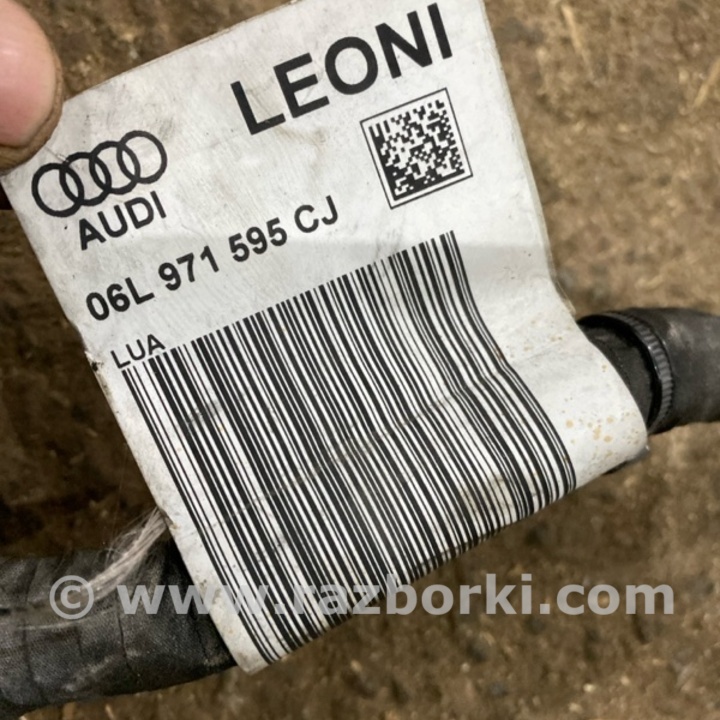 LEONI
AUDI
06L 971 595 CJ
LUA
© www.razborki.com